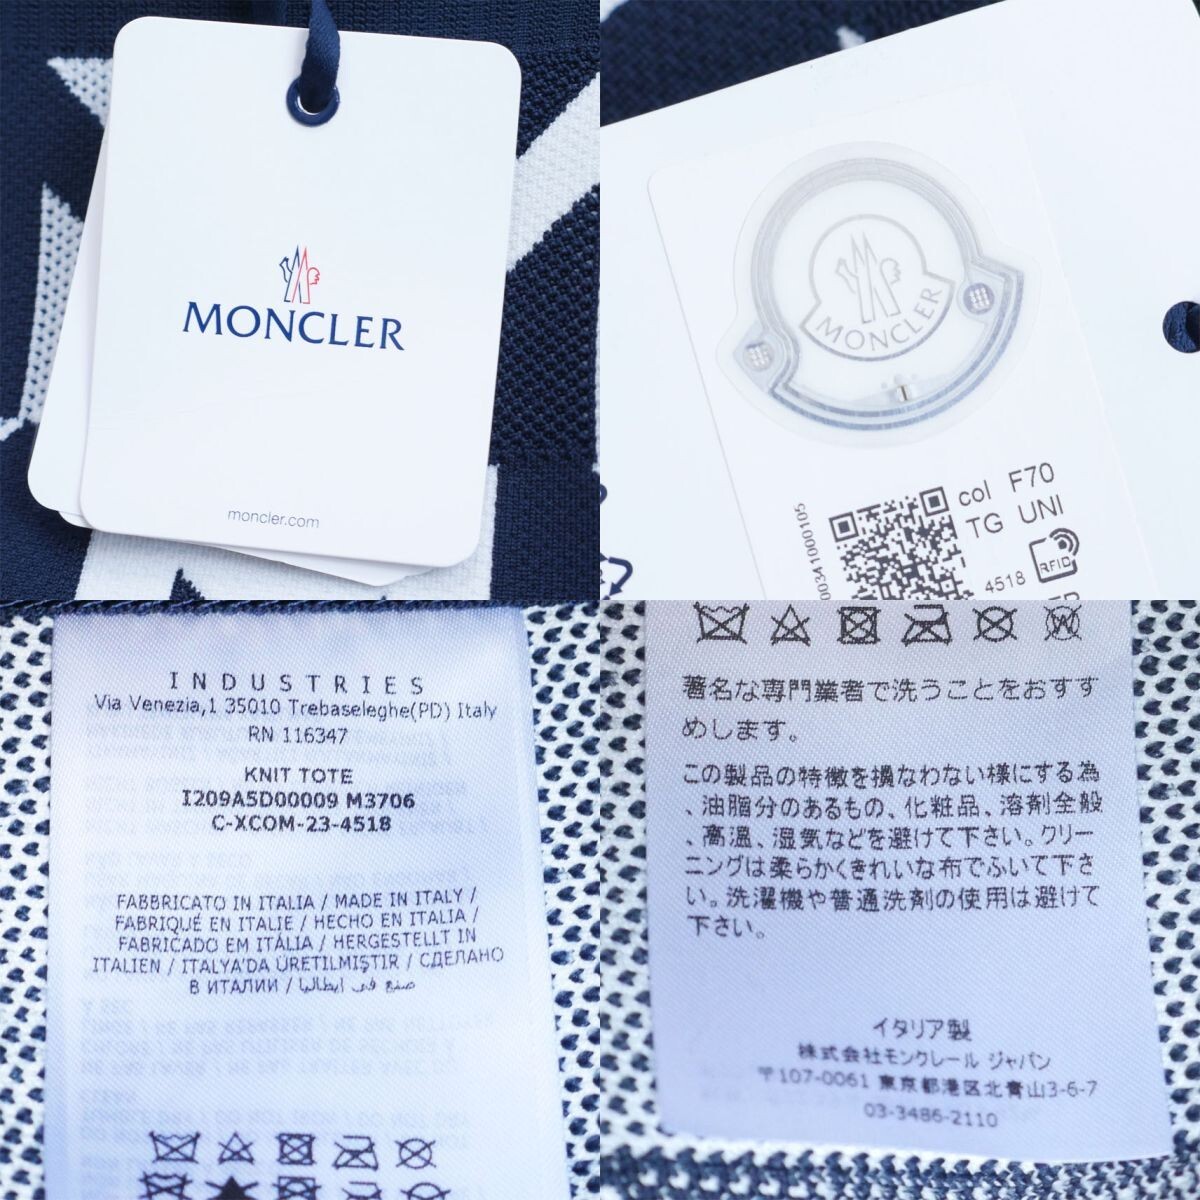 MONCLER
moncler.com
MONCLER
col F70
TG UNI
00341000105
4518
RFID
INDUSTRIES
Via Venezia,1 35010 Trebaseleghe(PD) Italy
RN 116347
KNIT TOTE
I209A5D00009 M3706
C-XCOM-23-4518
FABBRICATO IN ITALIA / MADE IN ITALY /
FABRIQUÉ EN ITALIE / HECHO EN ITALIA /
FABRICADO EM ITÁLIA / HERGESTELLT IN
ITALIEN / ITALYA'DA ÜRETILMIŞTIR / СДЕЛАНО
В ИТАЛИИ / صنع في ايطاليا
W
著名な専門業者で洗うことをおすす
めします。
この製品の特徴を損なわない様にする為
、油脂分のあるもの、化粧品、溶剤全般
、高温、湿気などを避けて下さい。クリー
ニングは柔らかくきれいな布でふいて下さ
い。洗濯機や普通洗剤の使用は避けて
下さい。
イタリア製
株式会社モンクレール ジャパン
〒107-0061 東京都港区北青山3-6-7
03-3486-2110